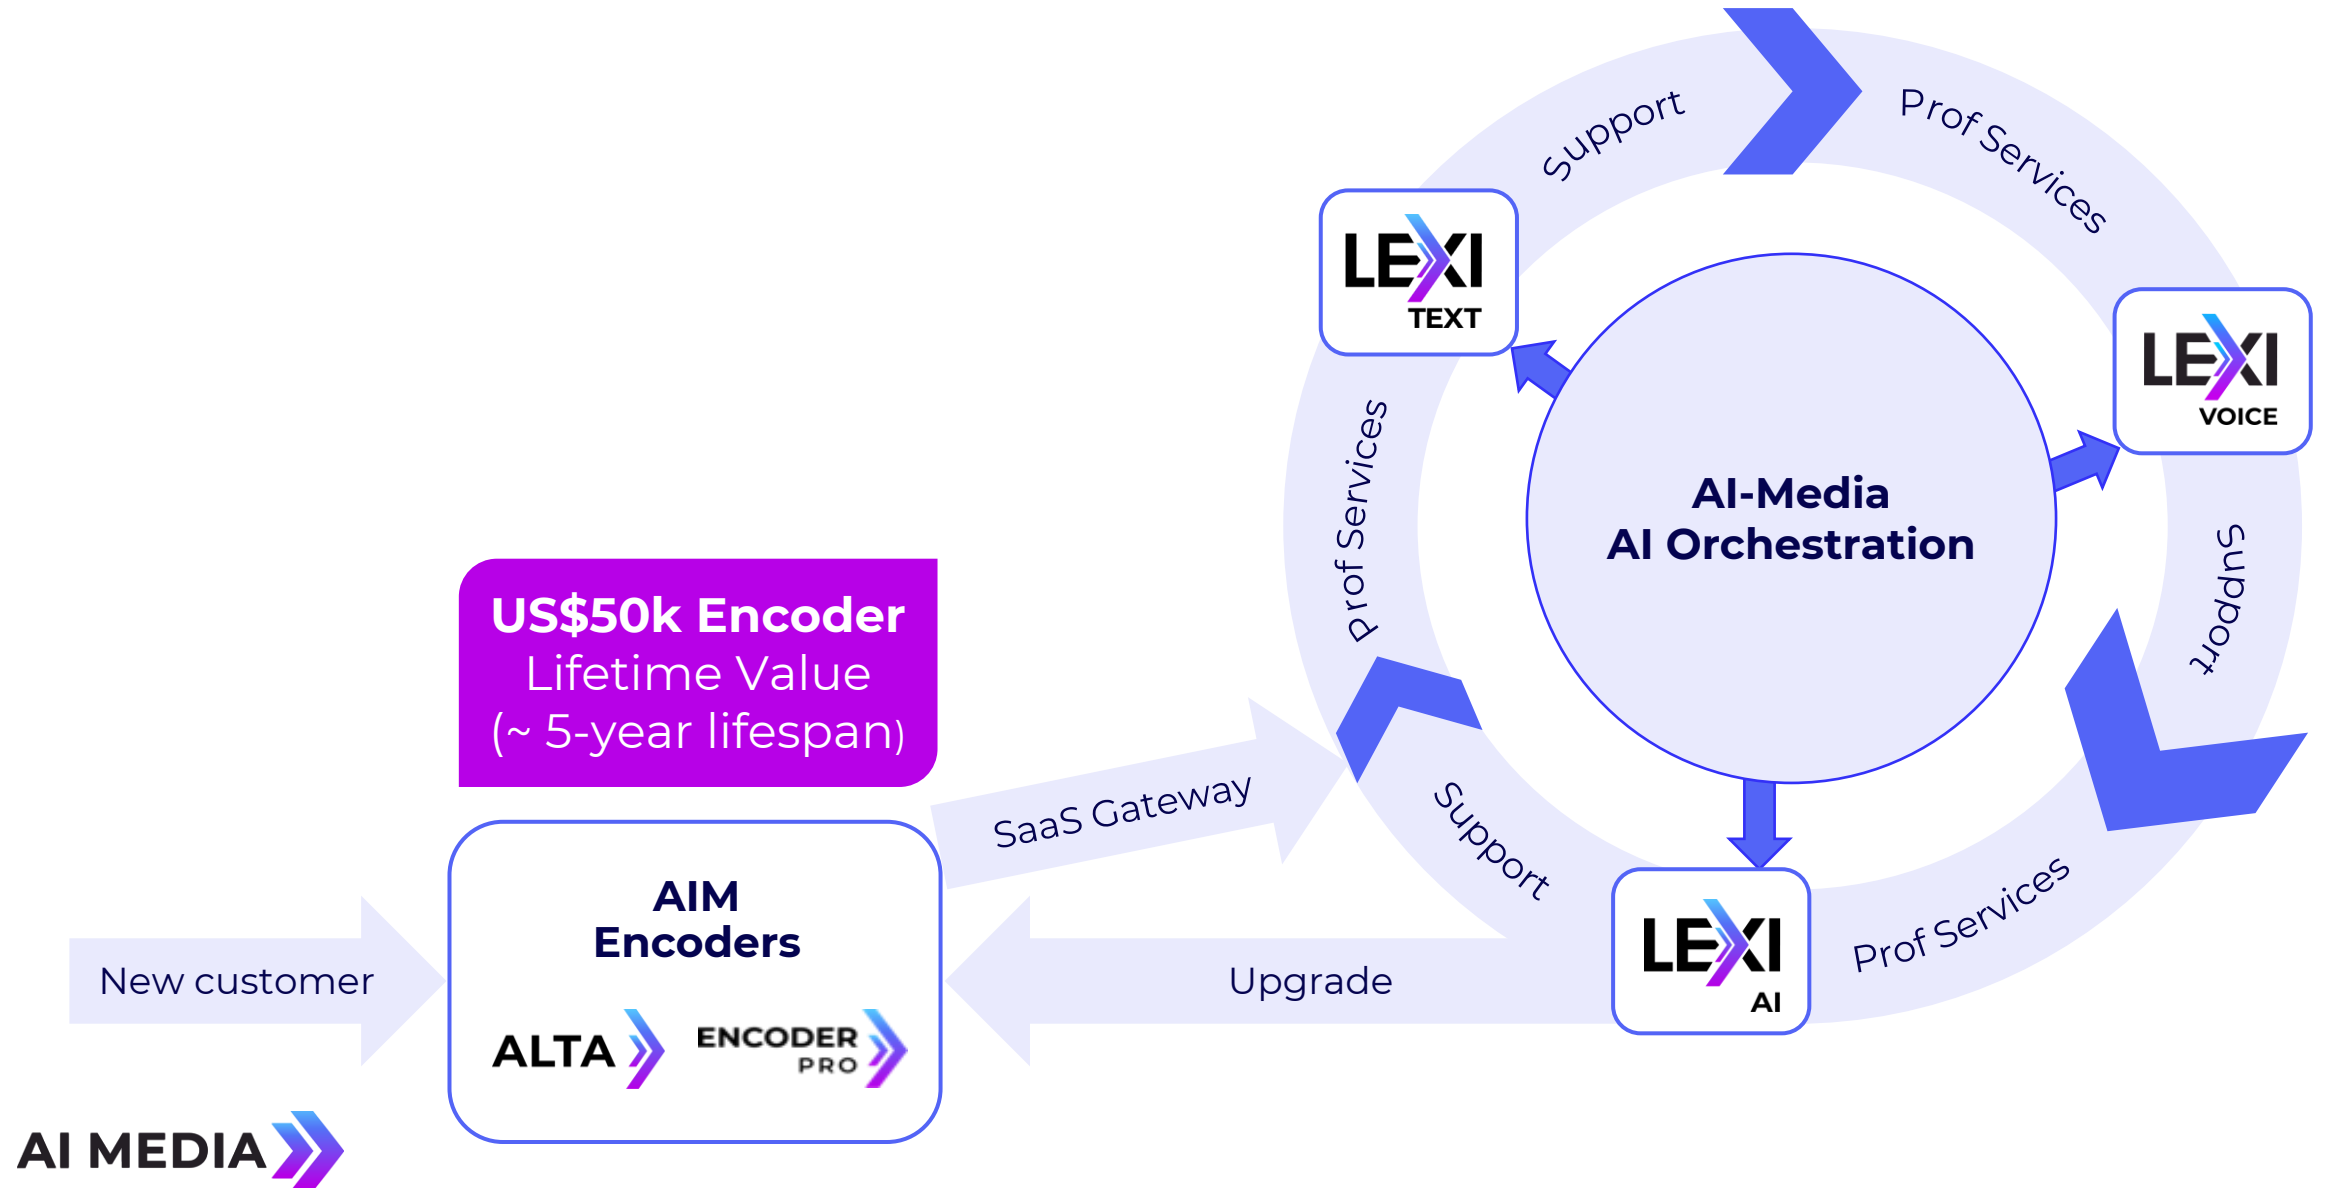 Support
Prof Services
LEXI
TEXT
LEXI
VOICE
AI-Media
AI Orchestration
Prof Services
Support
US$50k Encoder
Lifetime Value
(~ 5-year lifespan)
SaaS Gateway
Support
Prof Services
AIM
Encoders
New customer
Upgrade
LEXI
AI
ALTA
ENCODER
PRO
AI MEDIA